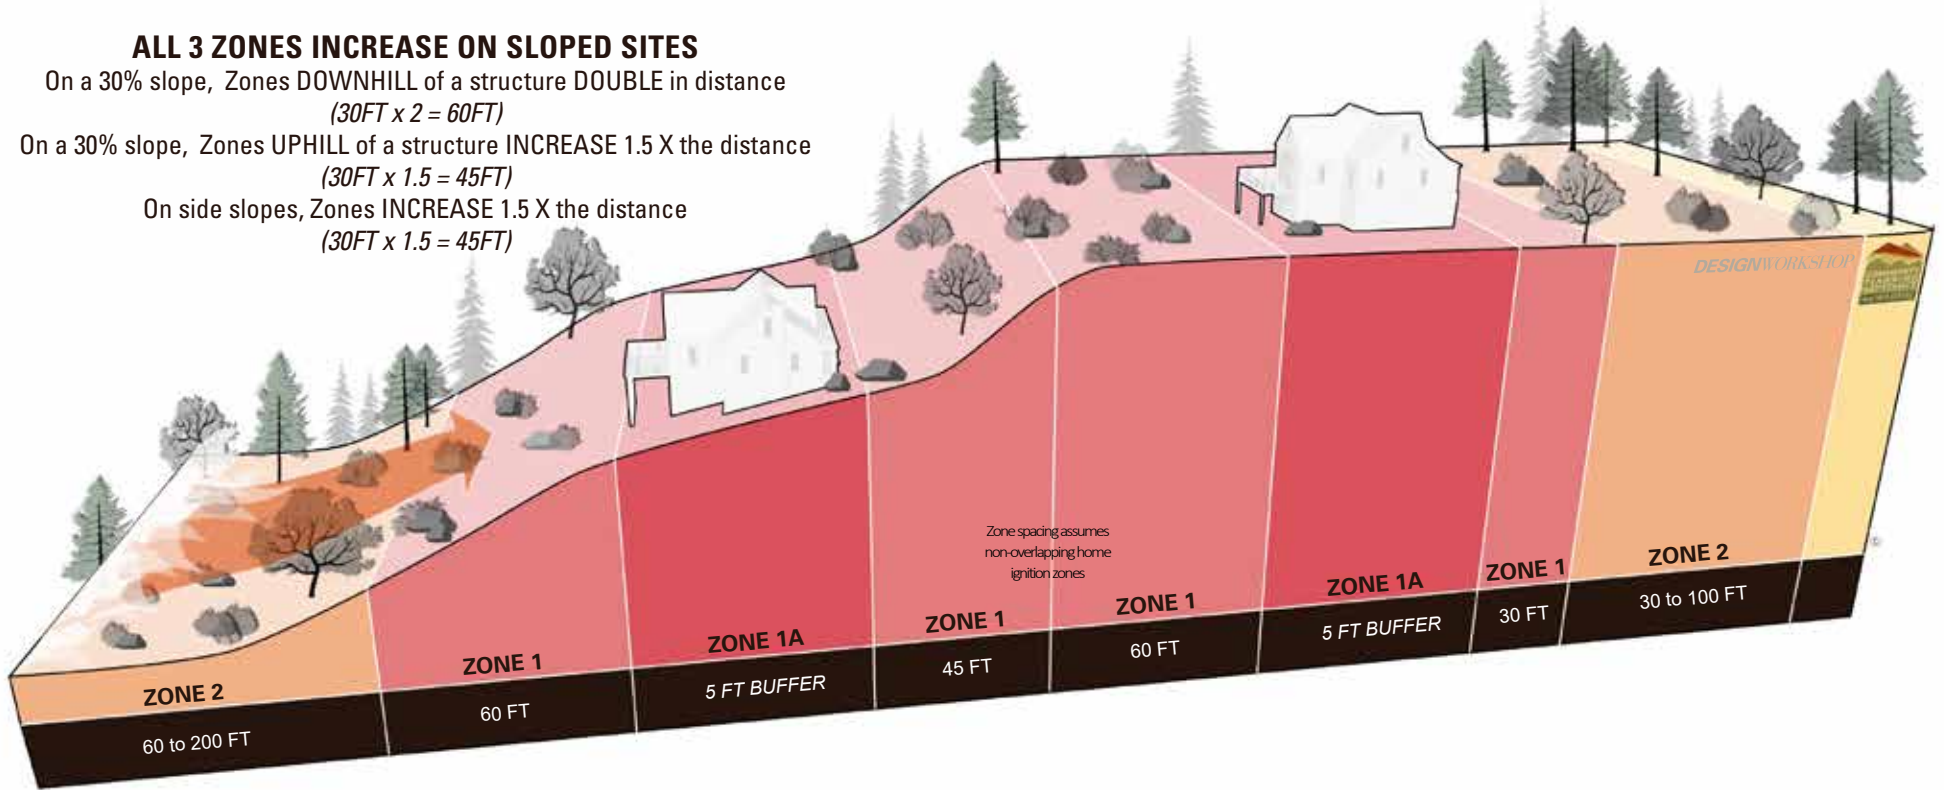 ALL 3 ZONES INCREASE ON SLOPED SITES
On a 30% slope, Zones DOWNHILL of a structure DOUBLE in distance
(30FT x 2 = 60FT)
On a 30% slope, Zones UPHILL of a structure INCREASE 1.5 X the distance
(30FT x 1.5 = 45FT)
On side slopes, Zones INCREASE 1.5 X the distance
(30FT x 1.5 = 45FT)
DESIGNWORKSHOP
Zone spacing assumes
non-overlapping home
ignition zones
ZONE 2
60 to 200 FT
ZONE 1
60 FT
ZONE 1A
5 FT BUFFER
ZONE 1
45 FT
ZONE 1
60 FT
ZONE 1A
5 FT BUFFER
ZONE 1
30 FT
ZONE 2
30 to 100 FT